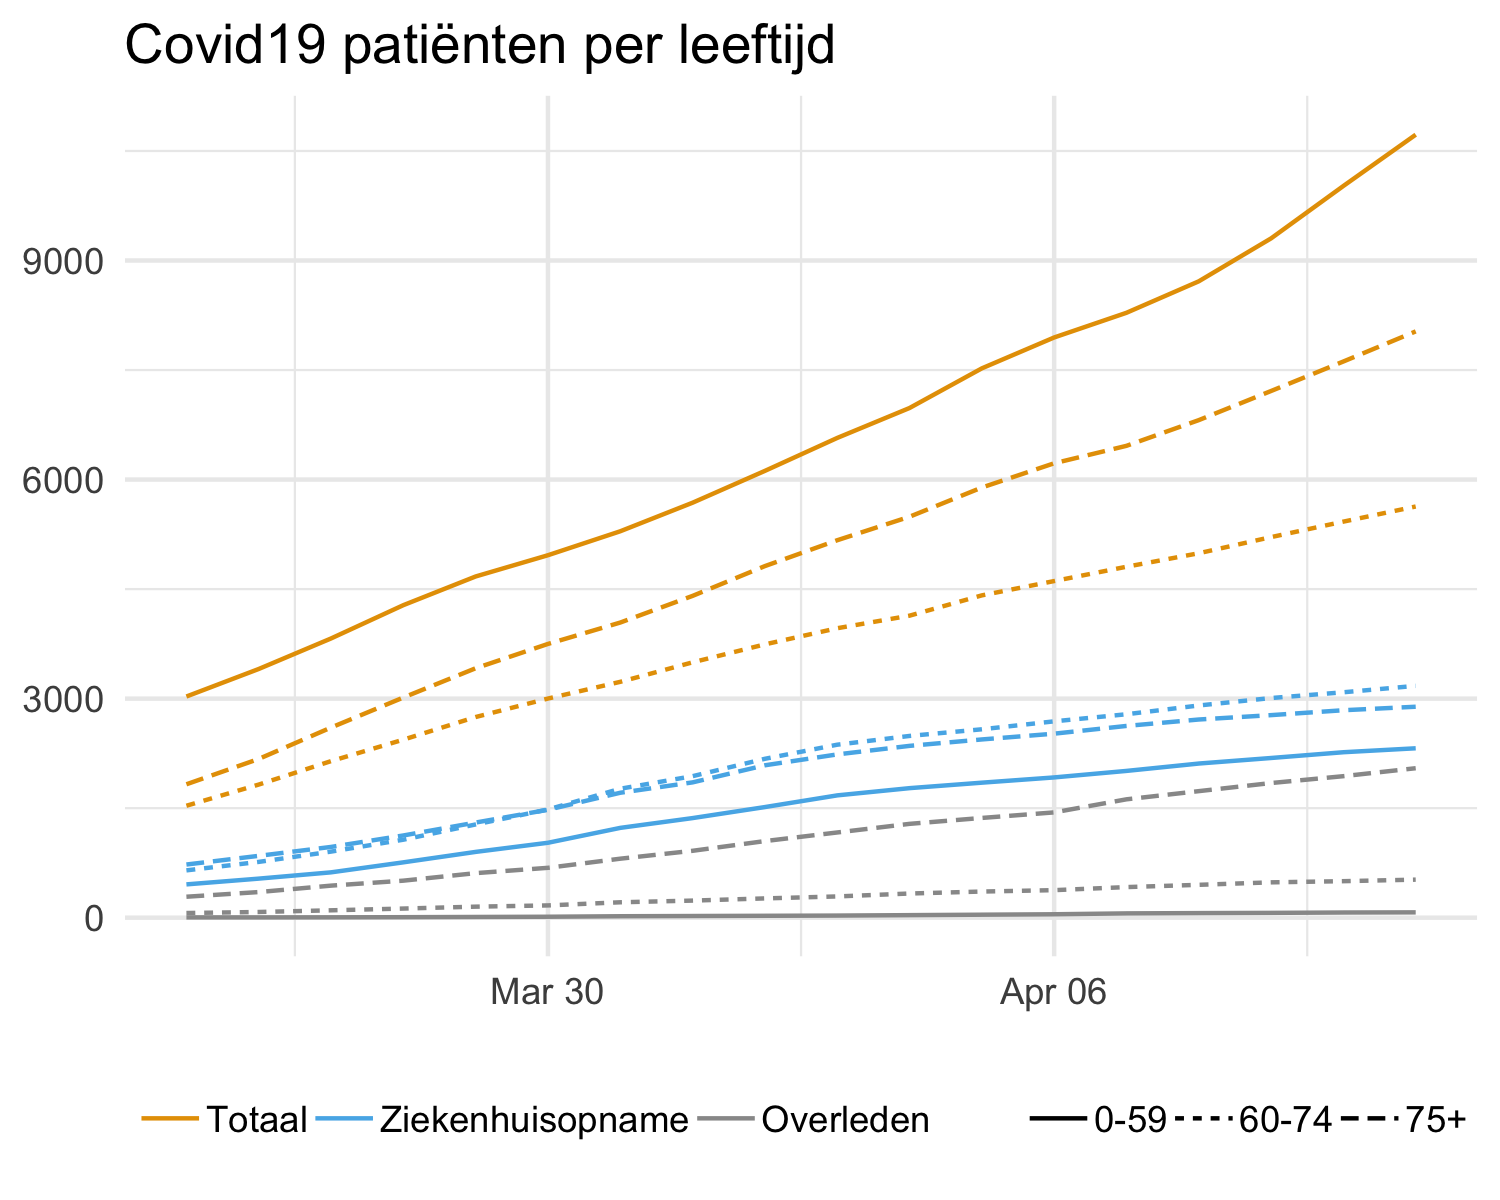 Covid19 patiënten per leeftijd
9000
6000
3000
0
Mar 30 Apr 06
Totaal Ziekenhuisopname Overleden 0-59 60-74 75+